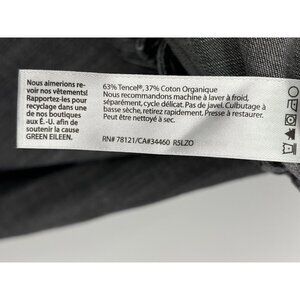 Nous aimerions re-
voir nos vêtements!
Rapportez-les pour
recyclage dans une
de nos boutiques
aux É.-U. afin de
soutenir la cause
GREEN EILEEN.
63% Tencel®, 37% Coton Organique
Nous recommandons machine à laver à froid,
séparément, cycle délicat. Pas de Jal. Culbutage à
basse sèche, retirez rapidement. Presse à restaurer.
Peut être nettoyé à sec.
RN# 78121/CA#34460 R5LZO